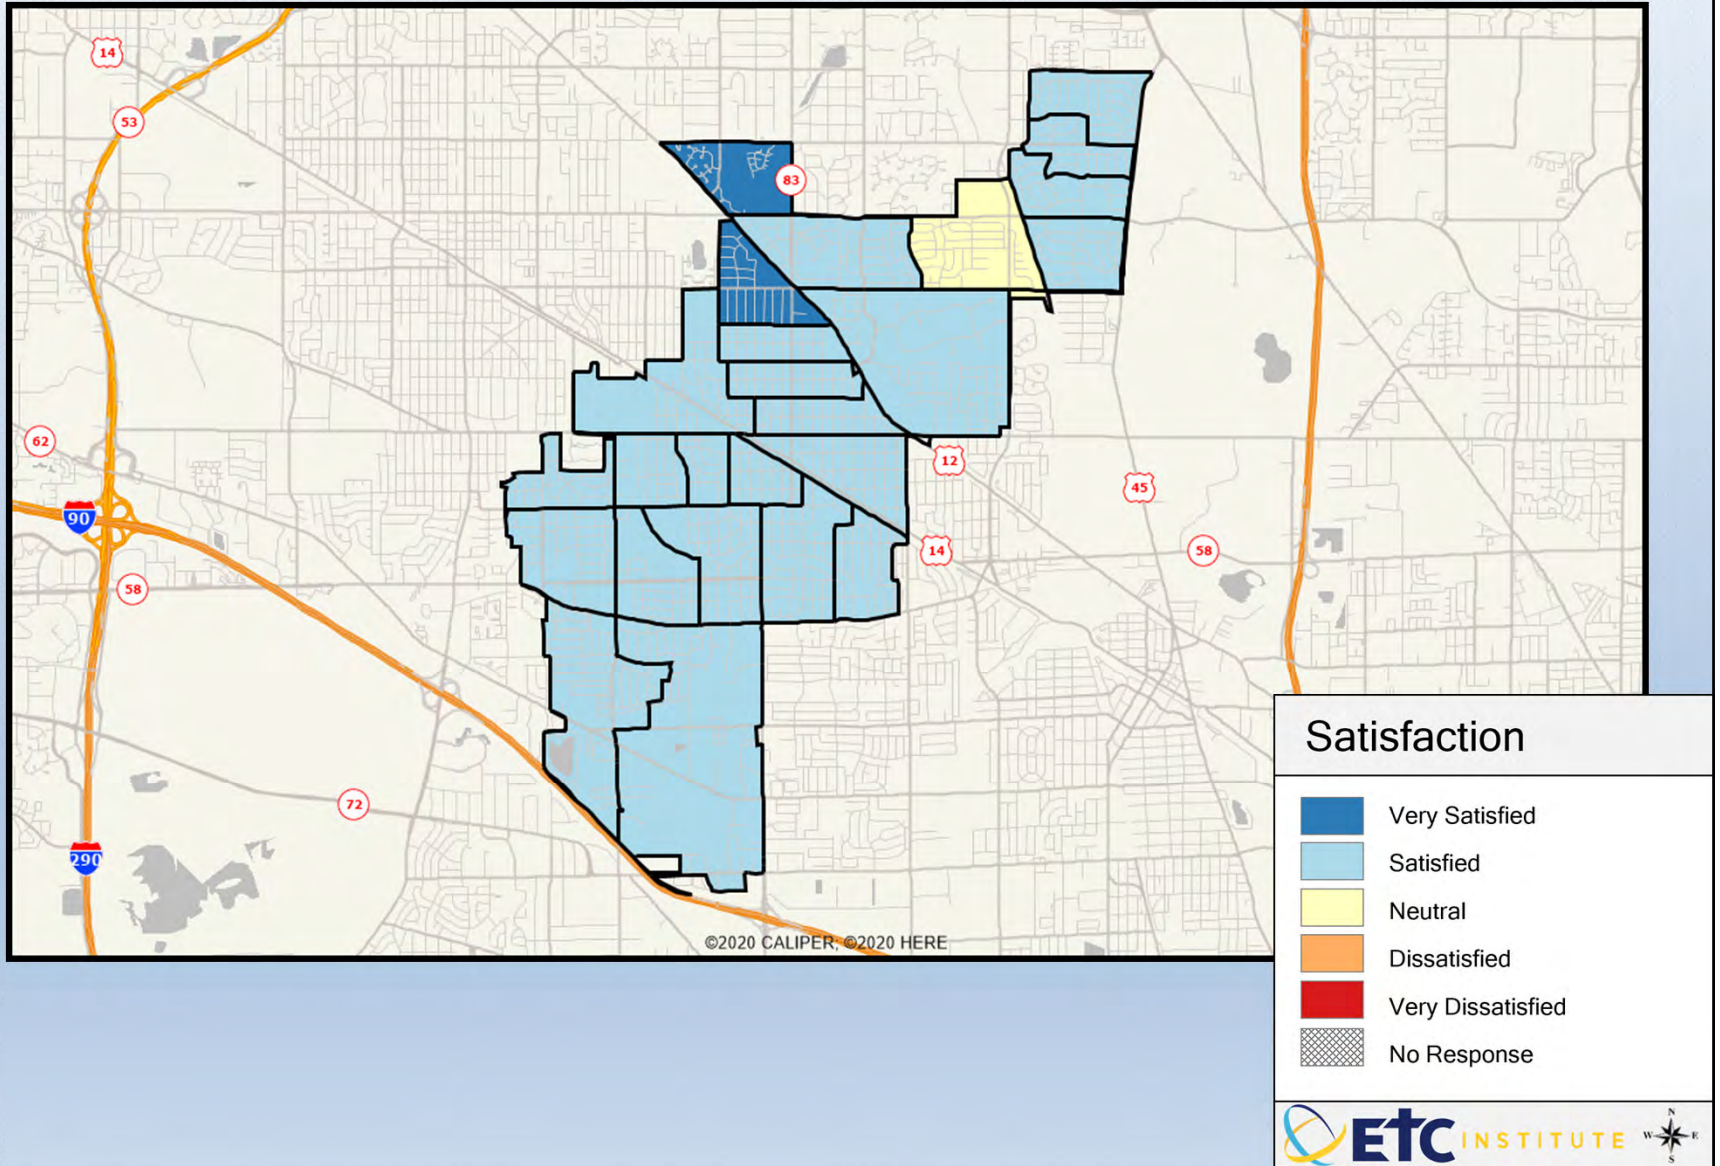 14
53
83
62
12
45
90
14
58
58
72
290
©2020 CALIPER; ©2020 HERE
Satisfaction
Very Satisfied
Satisfied
Neutral
Dissatisfied
Very Dissatisfied
No Response
ETC INSTITUTE
N
W E
S